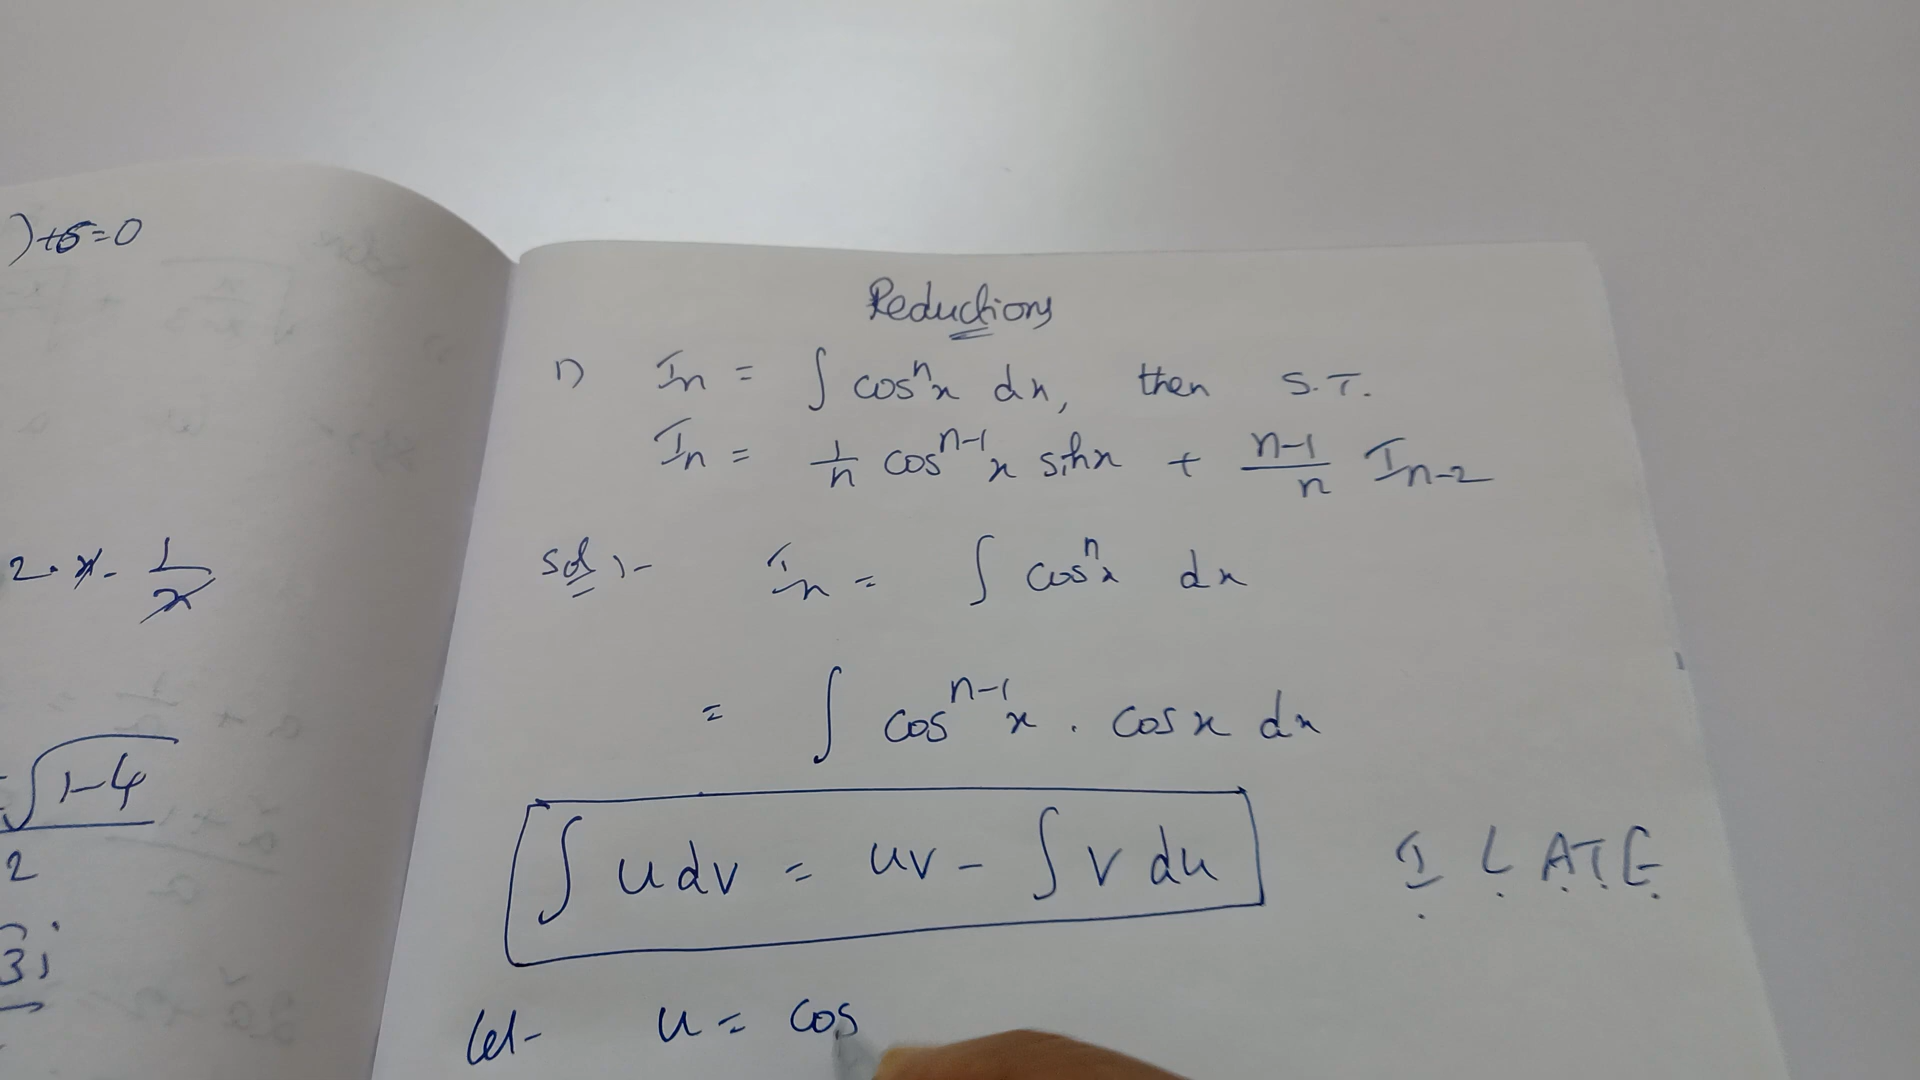 )+5=0
2·x·1/x
√1-4
2
3i
Reductions
1) In = ∫ cosⁿx dx, then S.T.
In = 1/n cosⁿ⁻¹x sinx + n-1/n In-2
Sol :- In = ∫ cosⁿx dx
= ∫ cosⁿ⁻¹x . cosx dx
∫ u dv = uv - ∫ v du
I L A T E
Let u = cos